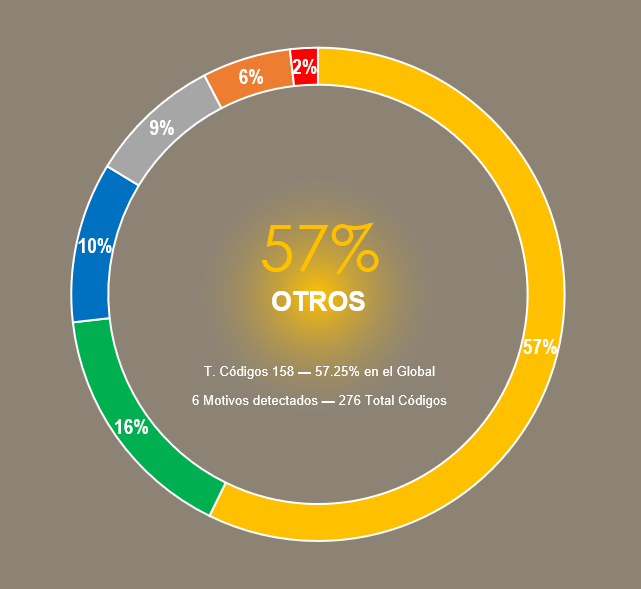 2%
6%
9%
10%
57%
OTROS
57%
T. Códigos 158 — 57.25% en el Global
6 Motivos detectados — 276 Total Códigos
16%